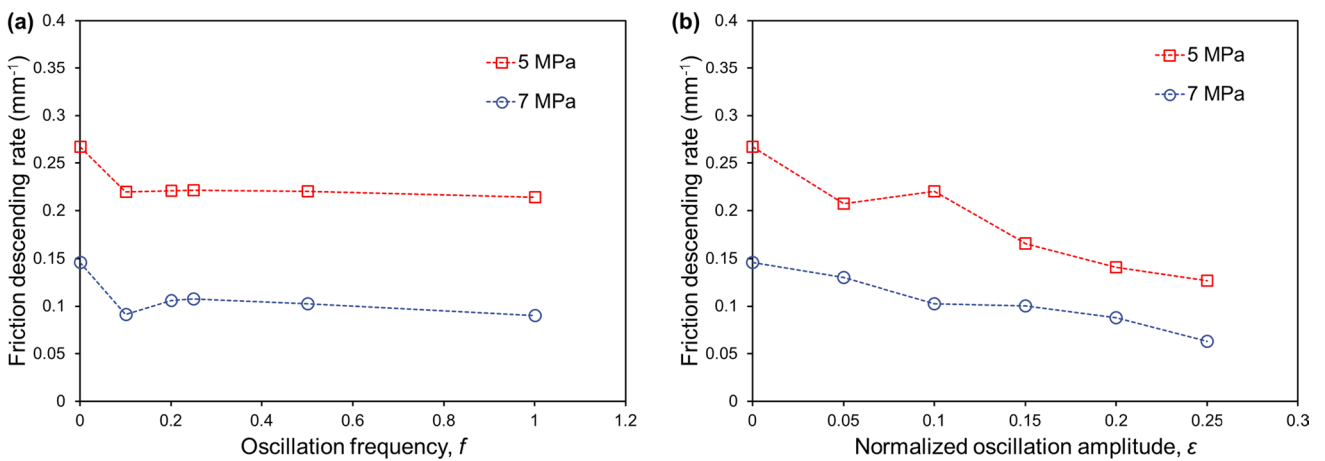 (a)
Friction descending rate (mm⁻¹)
0.4
0.35
0.3
0.25
0.2
0.15
0.1
0.05
0
5 MPa
7 MPa
0 0.2 0.4 0.6 0.8 1 1.2
Oscillation frequency, f
(b)
Friction descending rate (mm⁻¹)
0.4
0.35
0.3
0.25
0.2
0.15
0.1
0.05
0
5 MPa
7 MPa
0 0.05 0.1 0.15 0.2 0.25 0.3
Normalized oscillation amplitude, ε